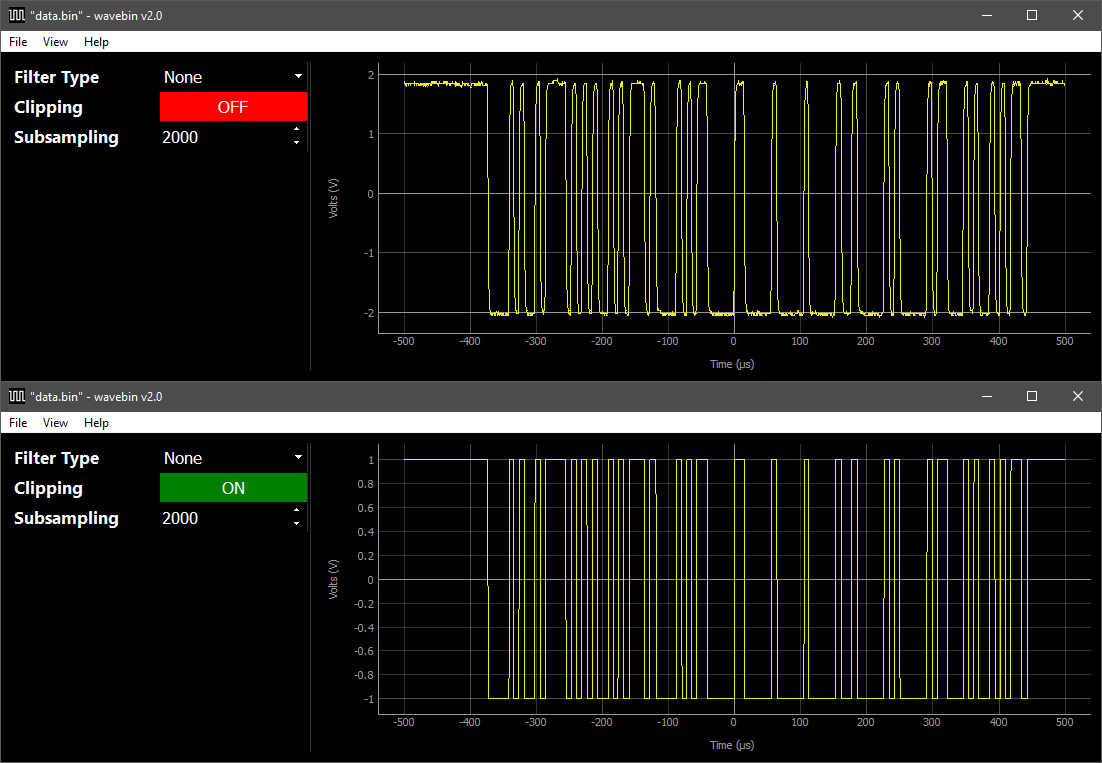 "data.bin" - wavebin v2.0
File View Help
Filter Type None
Clipping OFF
Subsampling 2000
Volts (V)
2
1
0
-1
-2
-500 -400 -300 -200 -100 0 100 200 300 400 500
Time (µs)
"data.bin" - wavebin v2.0
File View Help
Filter Type None
Clipping ON
Subsampling 2000
Volts (V)
1
0.8
0.6
0.4
0.2
0
-0.2
-0.4
-0.6
-0.8
-1
-500 -400 -300 -200 -100 0 100 200 300 400 500
Time (µs)